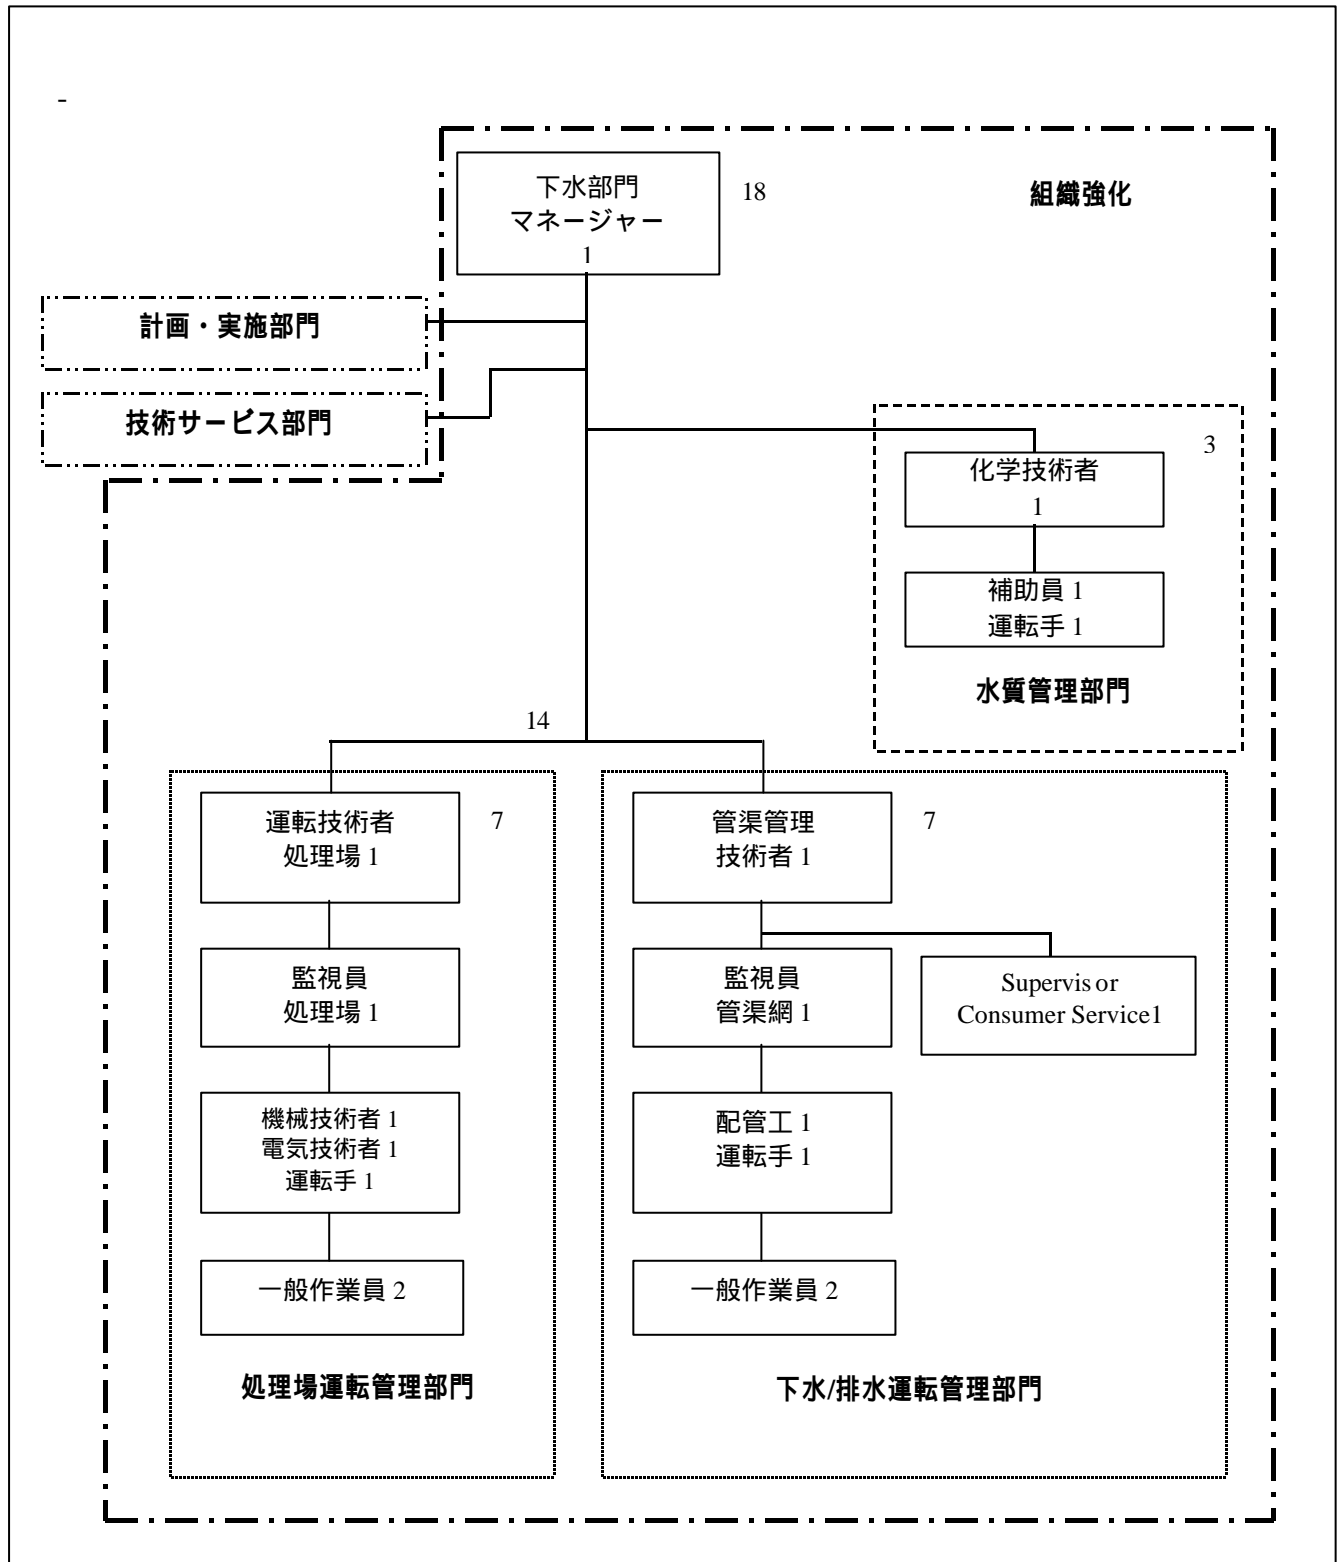 -
下水部門
マネージャー
1
18
組織強化
計画・実施部門
技術サービス部門
3
化学技術者
1
補助員 1
運転手 1
水質管理部門
14
運転技術者
処理場 1
7
監視員
処理場 1
機械技術者 1
電気技術者 1
運転手 1
一般作業員 2
処理場運転管理部門
管渠管理
技術者 1
7
監視員
管渠網 1
Supervis or
Consumer Service1
配管工 1
運転手 1
一般作業員 2
下水/排水運転管理部門